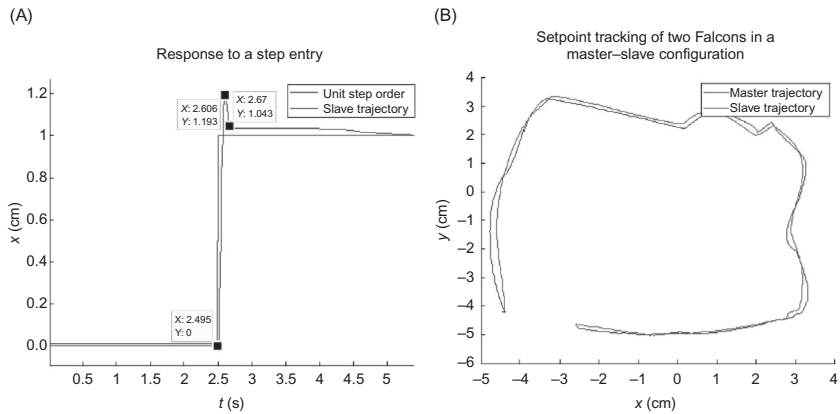 (A)
Response to a step entry
Unit step order
Slave trajectory
X: 2.606
Y: 1.193
X: 2.67
Y: 1.043
X: 2.495
Y: 0
1.2
1
0.8
0.6
0.4
0.2
0.0
x (cm)
0.5 1 1.5 2 2.5 3 3.5 4 4.5 5
t (s)
(B)
Setpoint tracking of two Falcons in a
master–slave configuration
Master trajectory
Slave trajectory
4
3
2
1
0
−1
−2
−3
−4
−5
−6
y (cm)
−5 −4 −3 −2 −1 0 1 2 3 4
x (cm)